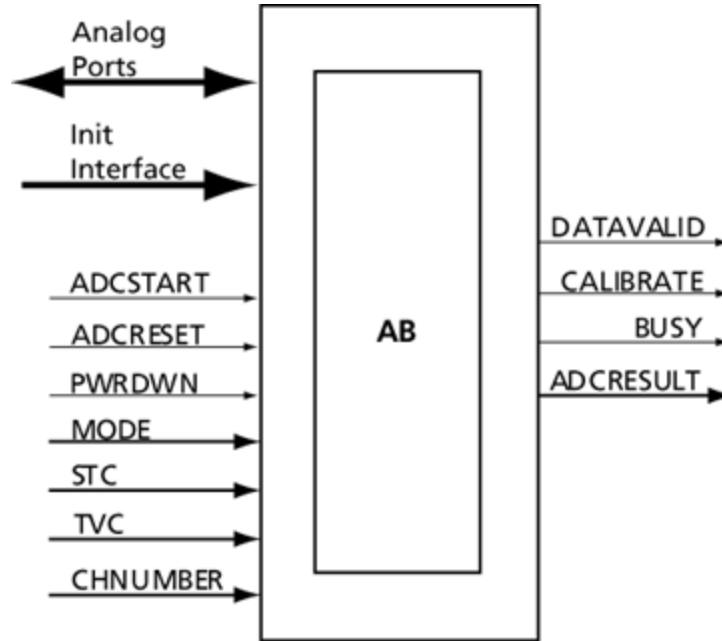 Analog
Ports
Init
Interface
ADCSTART
ADCRESET
PWRDWN
MODE
STC
TVC
CHNUMBER
AB
DATAVALID
CALIBRATE
BUSY
ADCRESULT